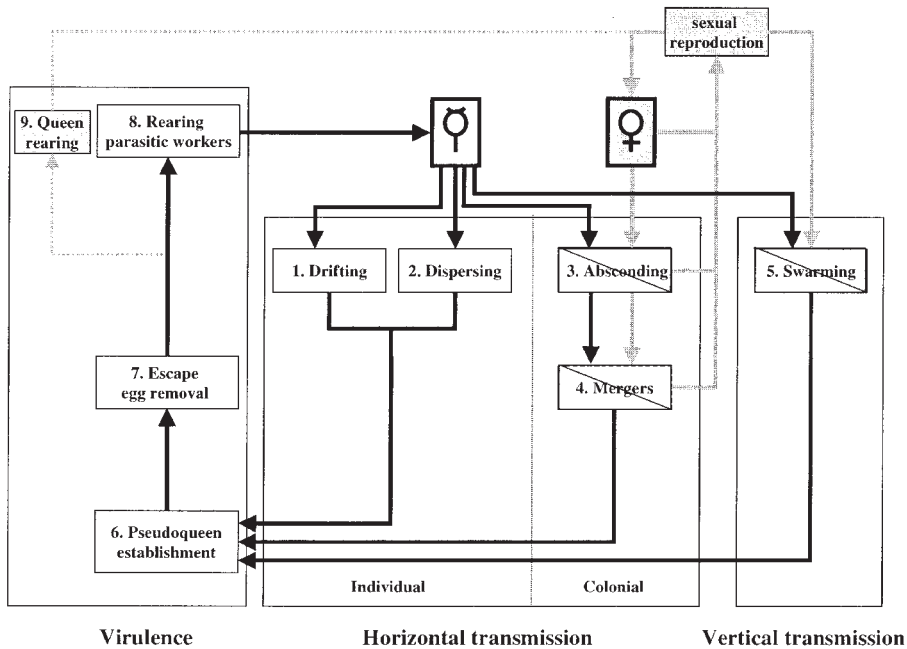 sexual
reproduction
9. Queen
rearing
8. Rearing
parasitic workers
1. Drifting
2. Dispersing
3. Absconding
5. Swarming
7. Escape
egg removal
4. Mergers
6. Pseudoqueen
establishment
Individual
Colonial
Virulence
Horizontal transmission
Vertical transmission